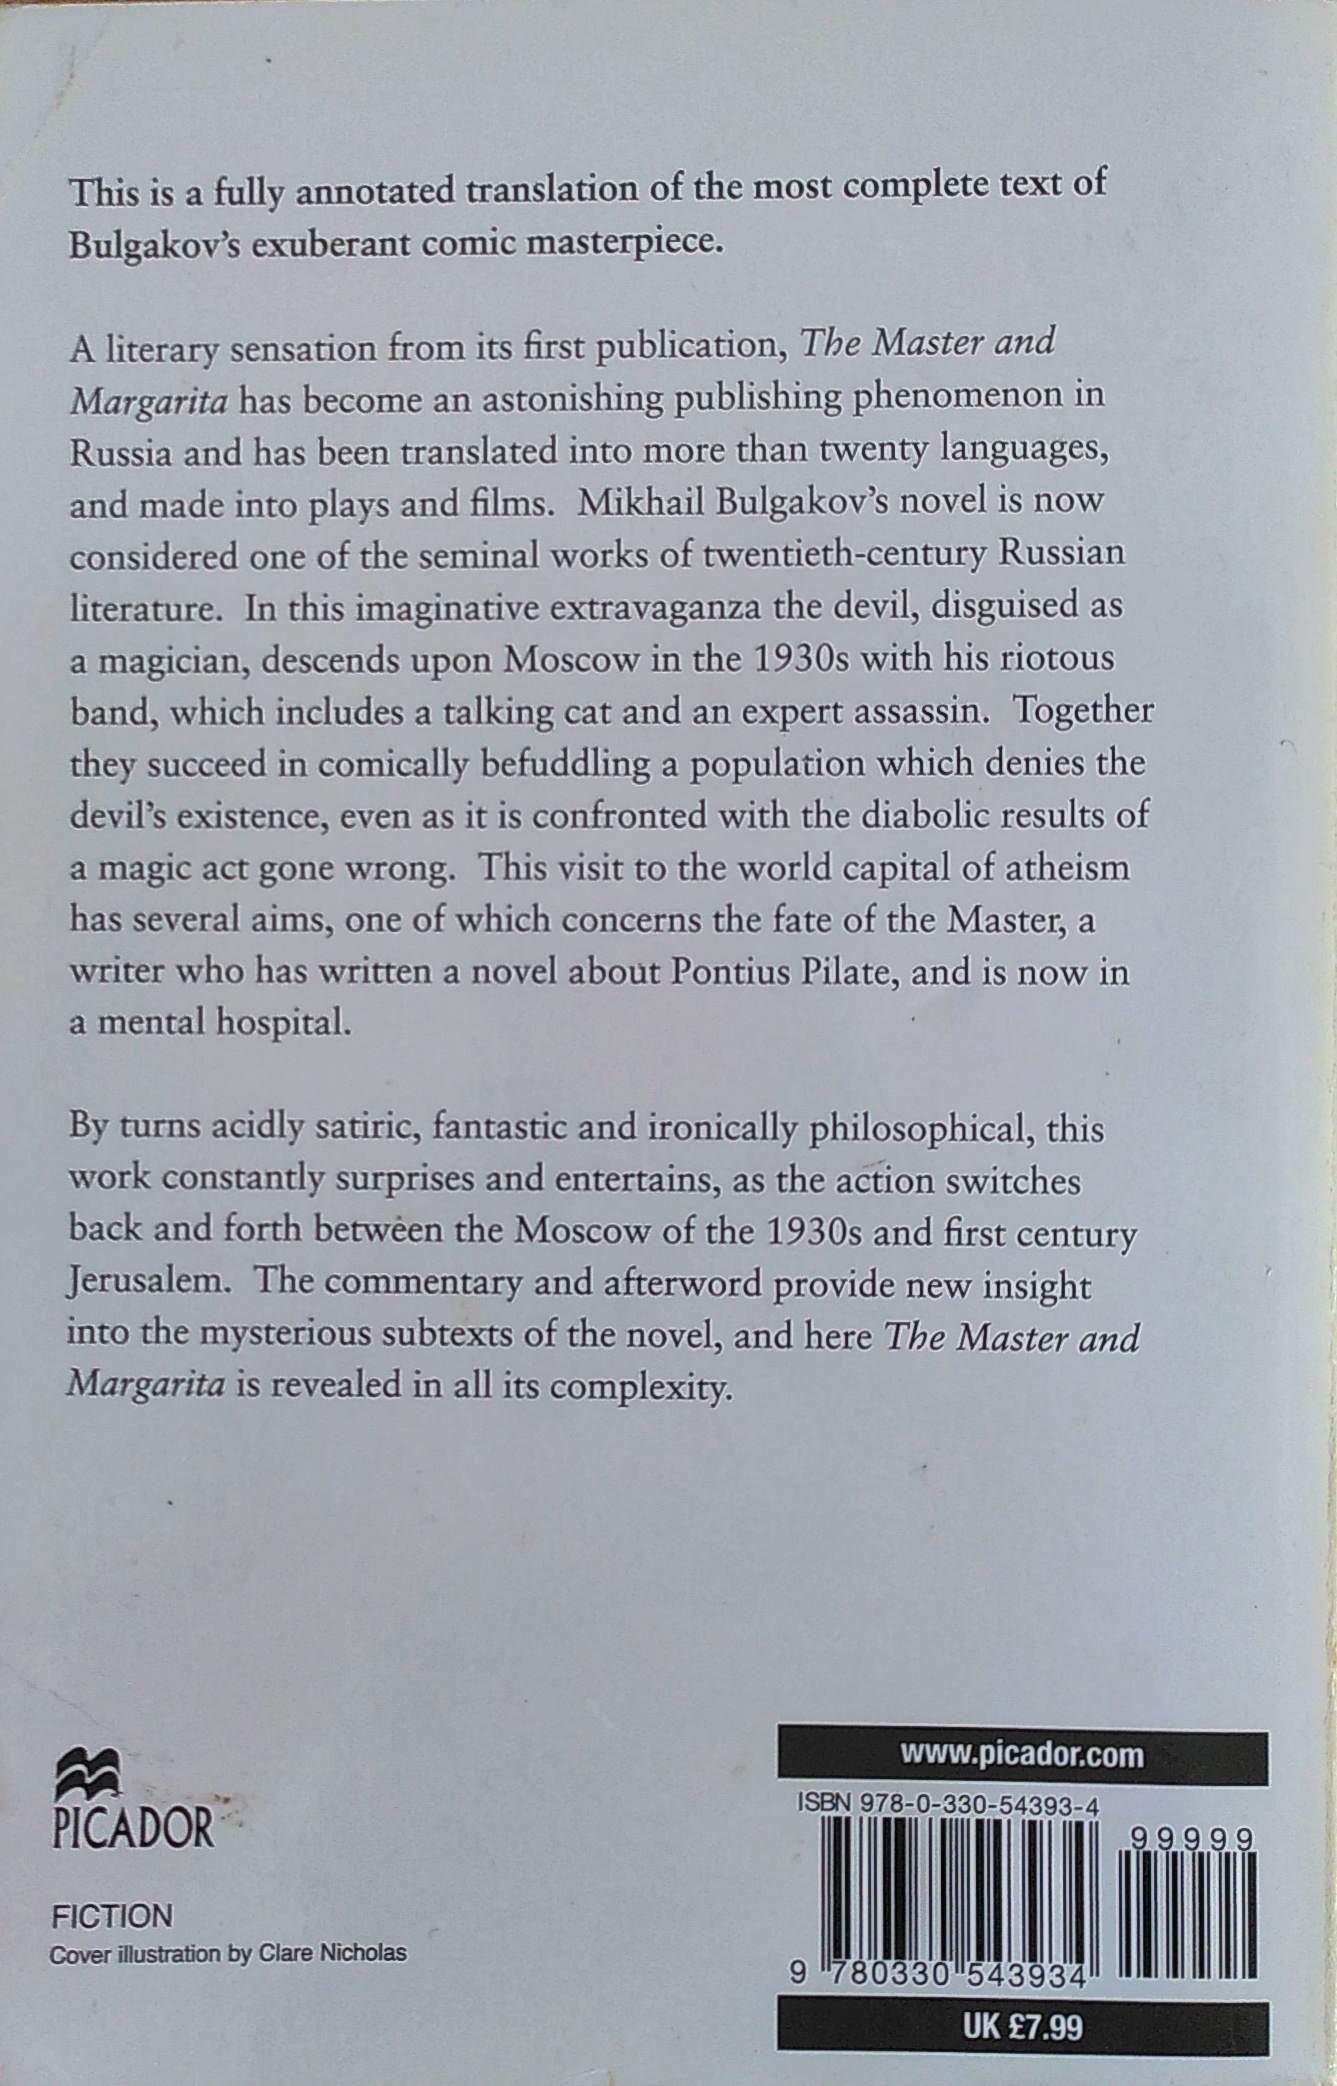 This is a fully annotated translation of the most complete text of
Bulgakov's exuberant comic masterpiece.
A literary sensation from its first publication, The Master and
Margarita has become an astonishing publishing phenomenon in
Russia and has been translated into more than twenty languages,
and made into plays and films. Mikhail Bulgakov's novel is now
considered one of the seminal works of twentieth-century Russian
literature. In this imaginative extravaganza the devil, disguised as
a magician, descends upon Moscow in the 1930s with his riotous
band, which includes a talking cat and an expert assassin. Together
they succeed in comically befuddling a population which denies the
devil's existence, even as it is confronted with the diabolic results of
a magic act gone wrong. This visit to the world capital of atheism
has several aims, one of which concerns the fate of the Master, a
writer who has written a novel about Pontius Pilate, and is now in
a mental hospital.
By turns acidly satiric, fantastic and ironically philosophical, this
work constantly surprises and entertains, as the action switches
back and forth between the Moscow of the 1930s and first century
Jerusalem. The commentary and afterword provide new insight
into the mysterious subtexts of the novel, and here The Master and
Margarita is revealed in all its complexity.
PICADOR
FICTION
Cover illustration by Clare Nicholas
www.picador.com
ISBN 978-0-330-54393-4
99999
9 780330 543934
UK £7.99